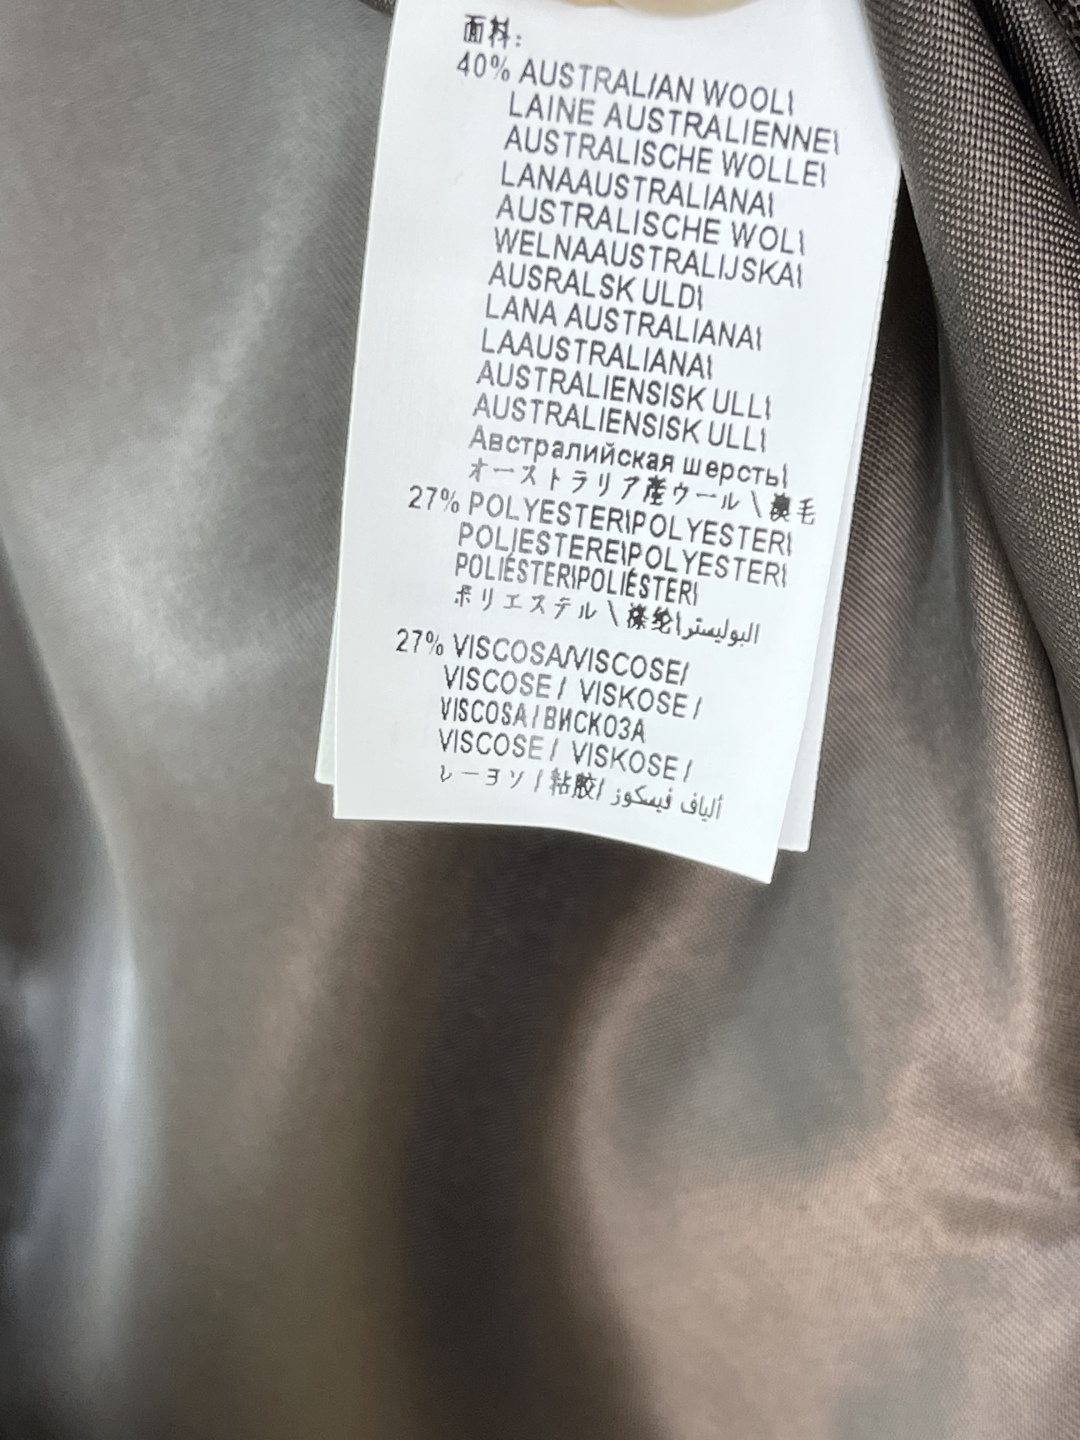 面料:
40% AUSTRALIAN WOOL\
LAINE AUSTRALIENNE\
AUSTRALISCHE WOLLE\
LANAAUSTRALIANA\
AUSTRALISCHE WOL\
WELNAAUSTRALIJSKA\
AUSRALSK ULD\
LANA AUSTRALIANA\
LAAUSTRALIANA\
AUSTRALIENSISK ULL\
AUSTRALIENSISK ULL\
Австралийская шерсть\
オーストラリア産ウール\澳毛
27% POLYESTER\POLYESTER\
POLIESTERE\POLYESTER\
POLIÉSTER\POLIÉSTER\
ポリエステル\涤纶\البوليستر\
27% VISCOSA/VISCOSE/
VISCOSE / VISKOSE /
VISCOSA / ВИСКОЗА
VISCOSE / VISKOSE /
レーヨン / 粘胶/ ألياف فيسكوز